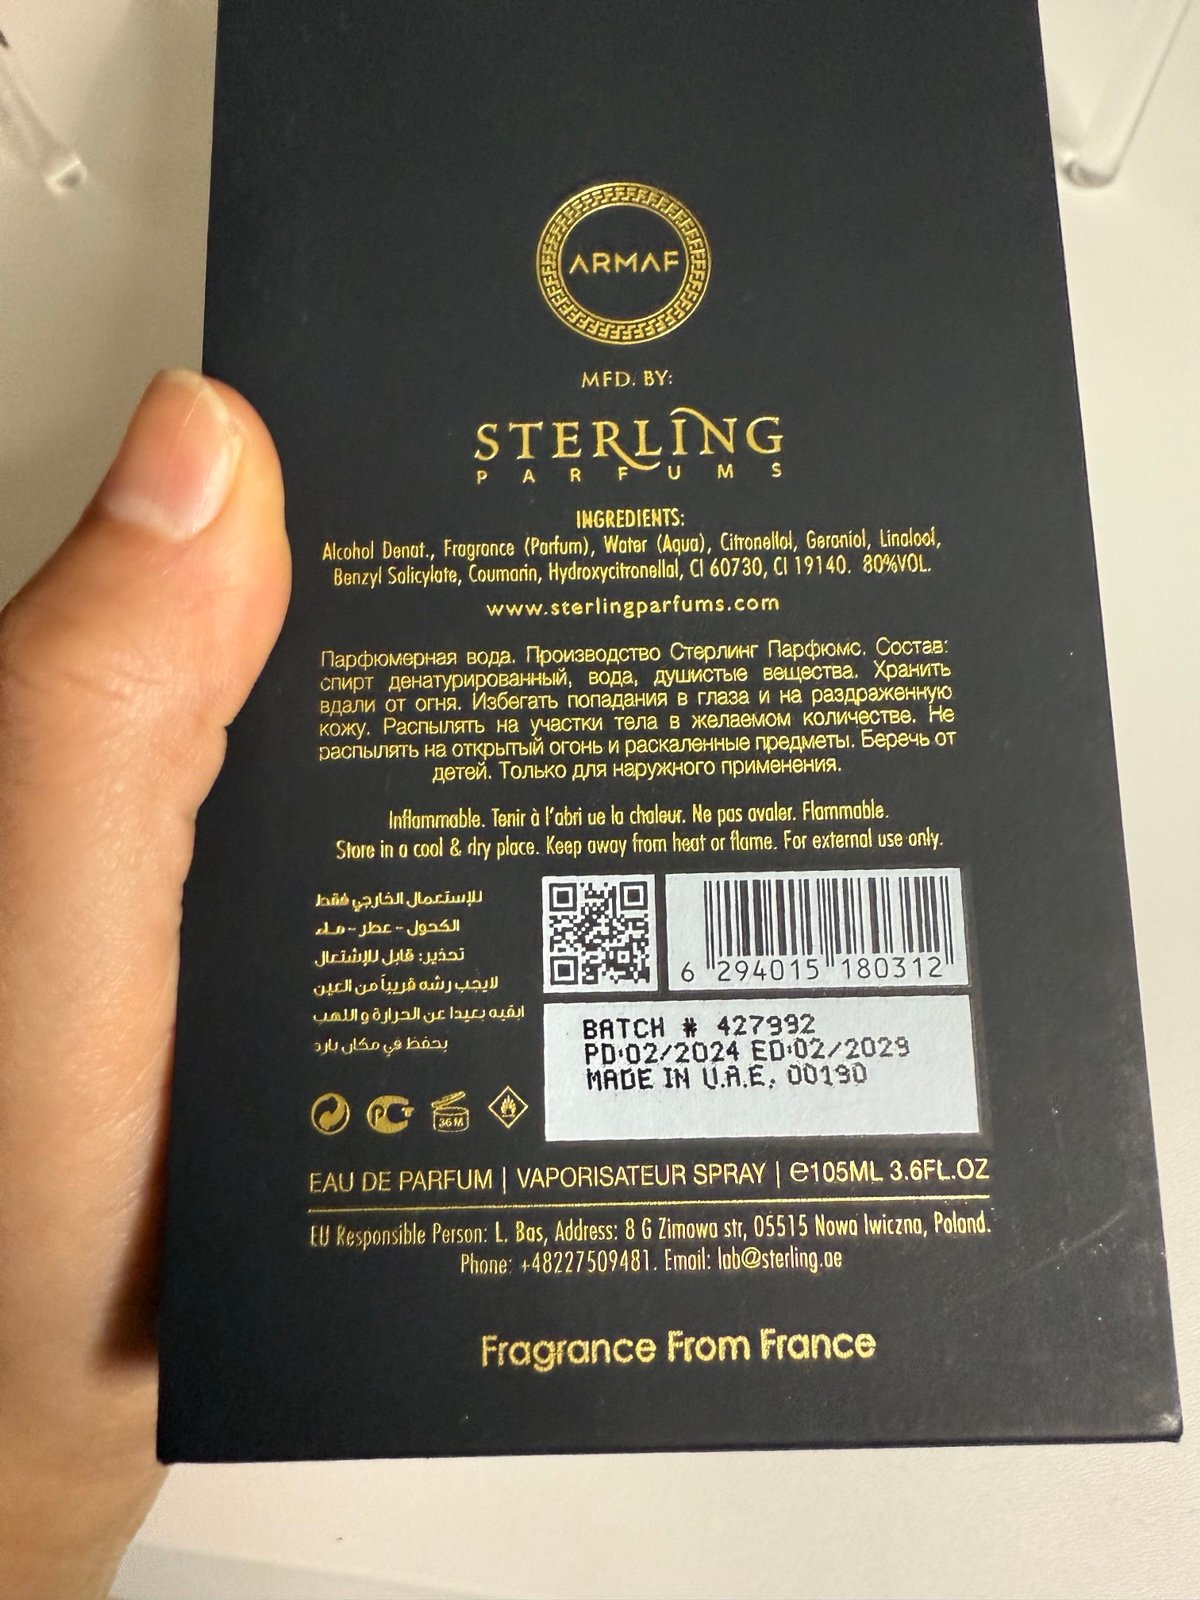 ARMAF
MFD. BY:
STERLING
PARFUMS
INGREDIENTS:
Alcohol Denat., Fragrance (Parfum), Water (Aqua), Citronellol, Geraniol, Linalool,
Benzyl Salicylate, Coumarin, Hydroxycitronellal, CI 60730, CI 19140. 80%VOL.
www.sterlingparfums.com
Парфюмерная вода. Производство Стерлинг Парфюмс. Состав:
спирт денатурированный, вода, душистые вещества. Хранить
вдали от огня. Избегать попадания в глаза и на раздраженную
кожу. Распылять на участки тела в желаемом количестве. Не
распылять на открытый огонь и раскаленные предметы. Беречь от
детей. Только для наружного применения.
Inflammable. Tenir à l'abri ue la chaleur. Ne pas avaler. Flammable.
Store in a cool & dry place. Keep away from heat or flame. For external use only.
للإستعمال الخارجي فقط
الكحول - عطر - ماء
تحذير: قابل للإشتعال
لايجب رشه قريباً من العين
ابقيه بعيدا عن الحرارة و اللهب
يحفظ في مكان بارد
6 294015 180312
BATCH # 427992
PD:02/2024 ED:02/2029
MADE IN U.A.E. 00190
36 M
EAU DE PARFUM | VAPORISATEUR SPRAY | ℮105ML 3.6FL.OZ
EU Responsible Person: L. Bas, Address: 8 G Zimowa str, 05515 Nowa Iwiczna, Poland.
Phone: +48227509481. Email: lab@sterling.ae
Fragrance From France